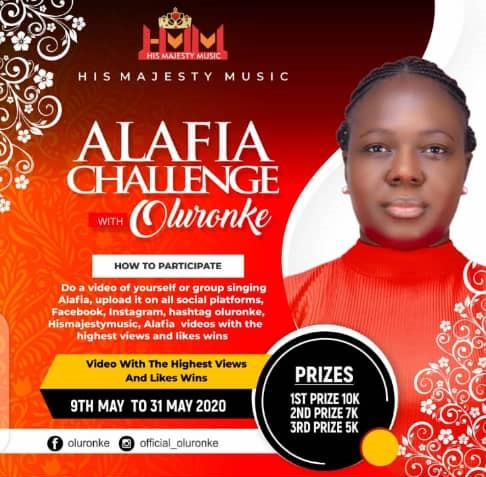 HMM
HIS MAJESTY MUSIC
HIS MAJESTY MUSIC
ALAFIA
CHALLENGE
WITH Oluronke
HOW TO PARTICIPATE
Do a video of yourself or group singing
Alafia, upload it on all social platforms,
Facebook, Instagram, hashtag oluronke,
Hismajestymusic, Alafia videos with the
highest views and likes wins
Video With The Highest Views
And Likes Wins
9TH MAY TO 31 MAY 2020
PRIZES
1ST PRIZE 10K
2ND PRIZE 7K
3RD PRIZE 5K
oluronke official_oluronke